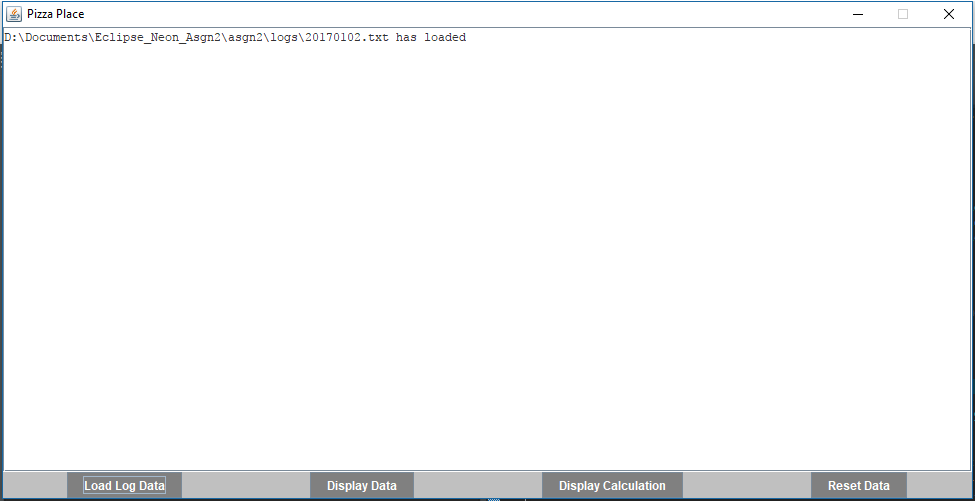 Pizza Place
D:\Documents\Eclipse_Neon_Asgn2\asgn2\logs\20170102.txt has loaded
Load Log Data
Display Data
Display Calculation
Reset Data